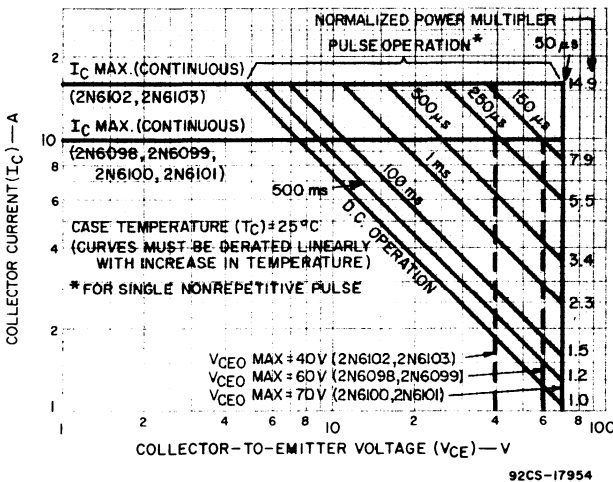 NORMALIZED POWER MULTIPLER
PULSE OPERATION*
50 µs
IC MAX. (CONTINUOUS)
(2N6102, 2N6103)
IC MAX. (CONTINUOUS)
(2N6098, 2N6099,
2N6100, 2N6101)
500 ms
100 ms
1 ms
500 µs
250 µs
150 µs
D.C. OPERATION
CASE TEMPERATURE (TC)=25°C
(CURVES MUST BE DERATED LINEARLY
WITH INCREASE IN TEMPERATURE)
*FOR SINGLE NONREPETITIVE PULSE
VCEO MAX=40V (2N6102, 2N6103)
VCEO MAX=60V (2N6098, 2N6099)
VCEO MAX=70V (2N6100, 2N6101)
14.9
7.9
5.5
3.4
2.3
1.5
1.2
1.0
COLLECTOR CURRENT (IC)—A
2
10
8
6
4
2
1
1 2 4 6 8 10 2 4 6 8 100
COLLECTOR-TO-EMITTER VOLTAGE (VCE)—V
92CS-17954